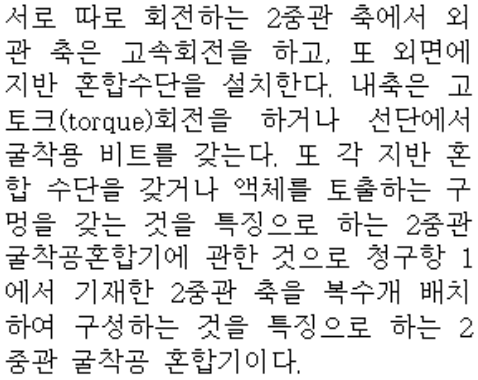 서로 따로 회전하는 2중관 축에서 외
관 축은 고속회전을 하고, 또 외면에
지반 혼합수단을 설치한다. 내축은 고
토크(torque)회전을 하거나 선단에서
굴착용 비트를 갖는다. 또 각 지반 혼
합 수단을 갖거나 액체를 토출하는 구
멍을 갖는 것을 특징으로 하는 2중관
굴착공혼합기에 관한 것으로 청구항 1
에서 기재한 2중관 축을 복수개 배치
하여 구성하는 것을 특징으로 하는 2
중관 굴착공 혼합기이다.